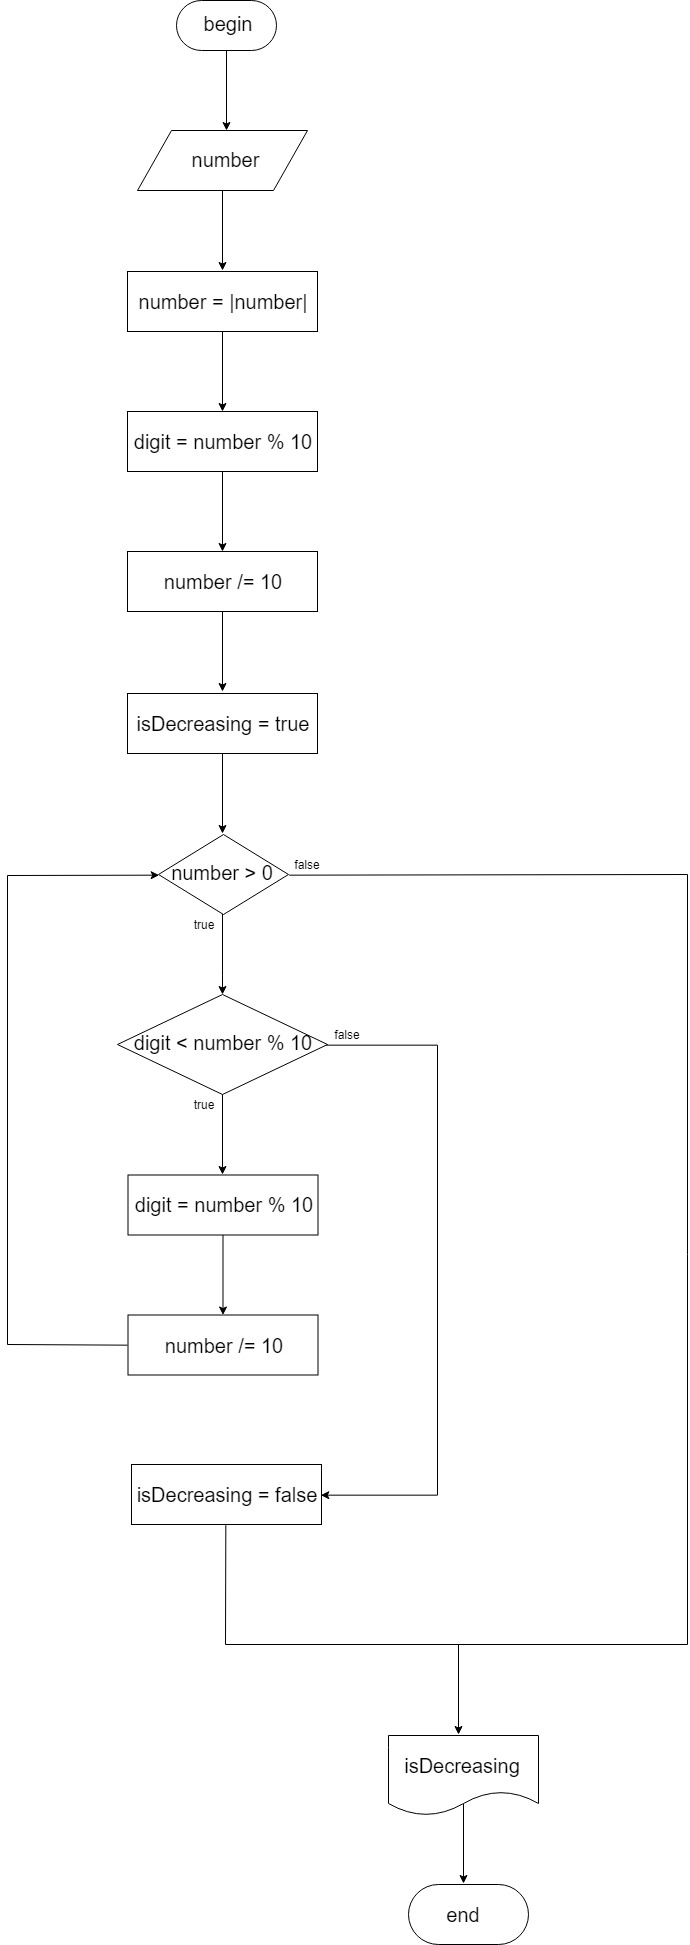 begin
number
number = |number|
digit = number % 10
number /= 10
isDecreasing = true
number > 0
false
true
digit < number % 10
false
true
digit = number % 10
number /= 10
isDecreasing = false
isDecreasing
end